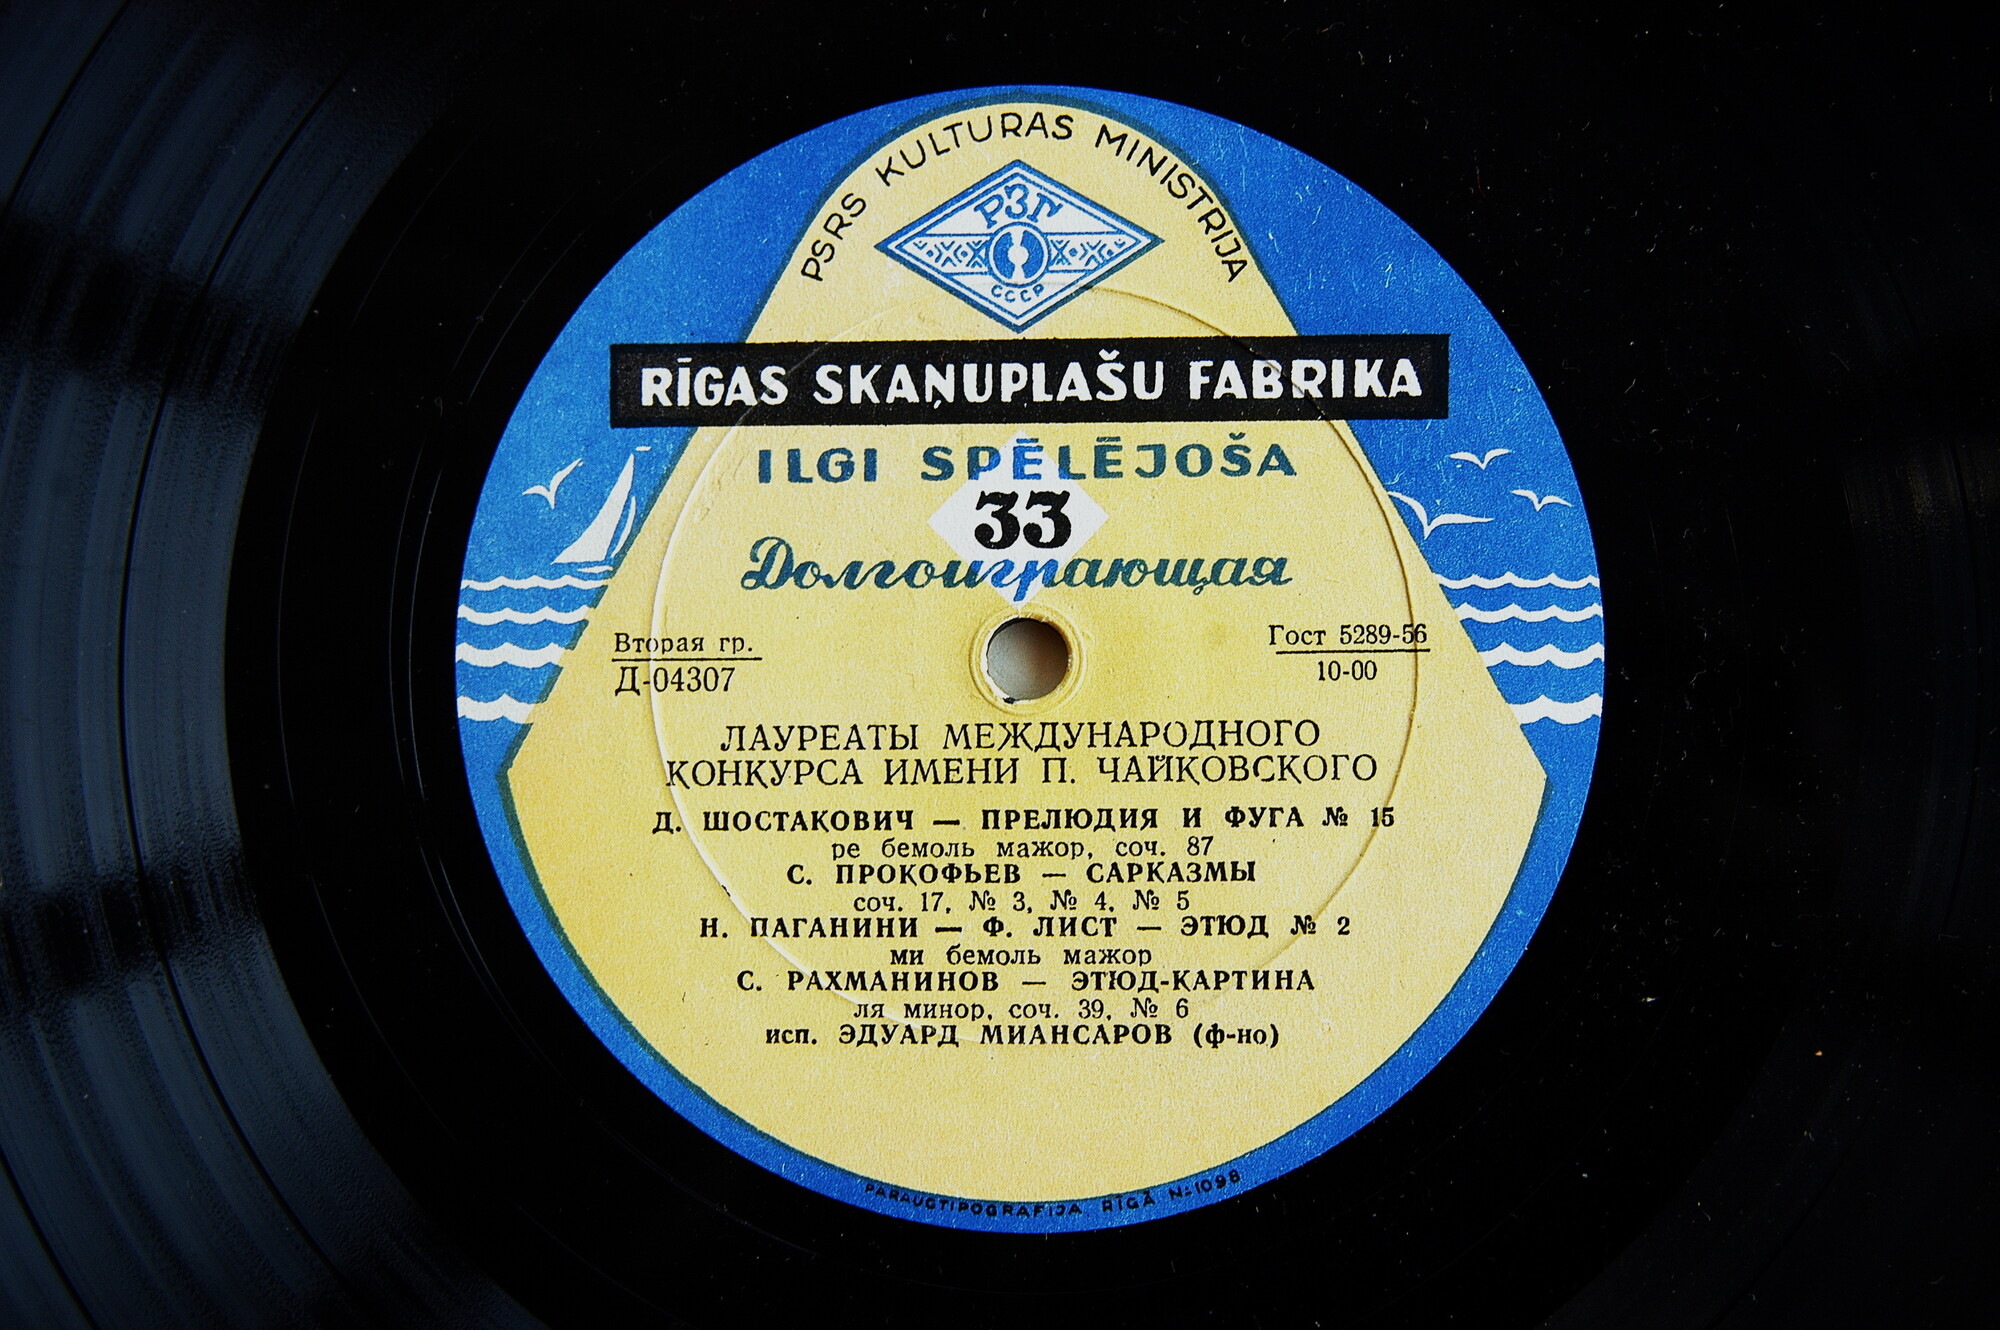 PSRS KULTURAS MINISTRIJA
РЗГ
СССР
RĪGAS SKAŅUPLAŠU FABRIKA
ILGI SPĒLĒJOŠA
33
Долгоиграющая
Вторая гр.
Д-04307
Гост 5289-56
10-00
ЛАУРЕАТЫ МЕЖДУНАРОДНОГО
КОНКУРСА ИМЕНИ П. ЧАЙКОВСКОГО
Д. ШОСТАКОВИЧ — ПРЕЛЮДИЯ И ФУГА № 15
ре бемоль мажор, соч. 87
С. ПРОКОФЬЕВ — САРКАЗМЫ
соч. 17, № 3, № 4, № 5
Н. ПАГАНИНИ — Ф. ЛИСТ — ЭТЮД № 2
ми бемоль мажор
С. РАХМАНИНОВ — ЭТЮД-КАРТИНА
ля минор, соч. 39, № 6
исп. ЭДУАРД МИАНСАРОВ (ф-но)
PARAUGTIPOGRAFIJA RĪGĀ № 1098